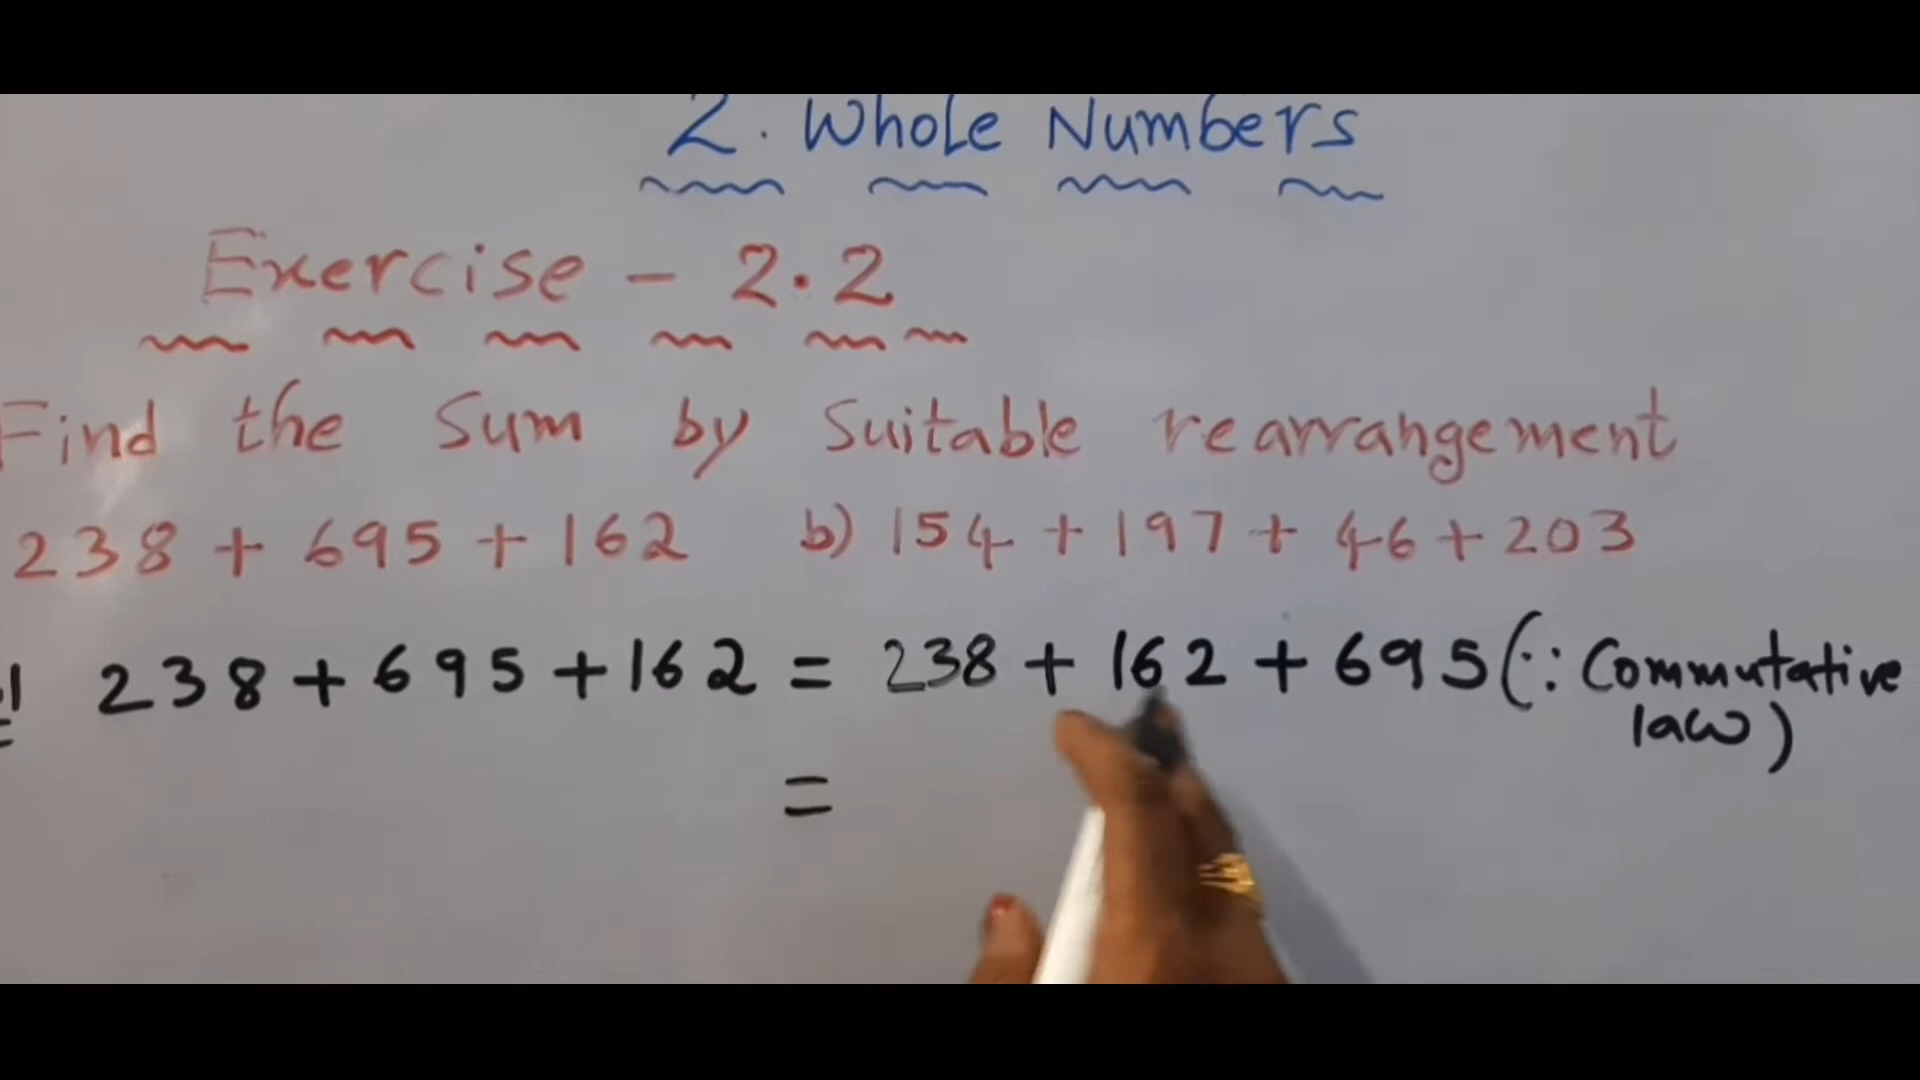 2. Whole Numbers
Exercise - 2.2
Find the Sum by Suitable rearrangement
238 + 695 + 162 b) 154 + 197 + 46 + 203
238 + 695 + 162 = 238 + 162 + 695 (∵ Commutative
law)
=